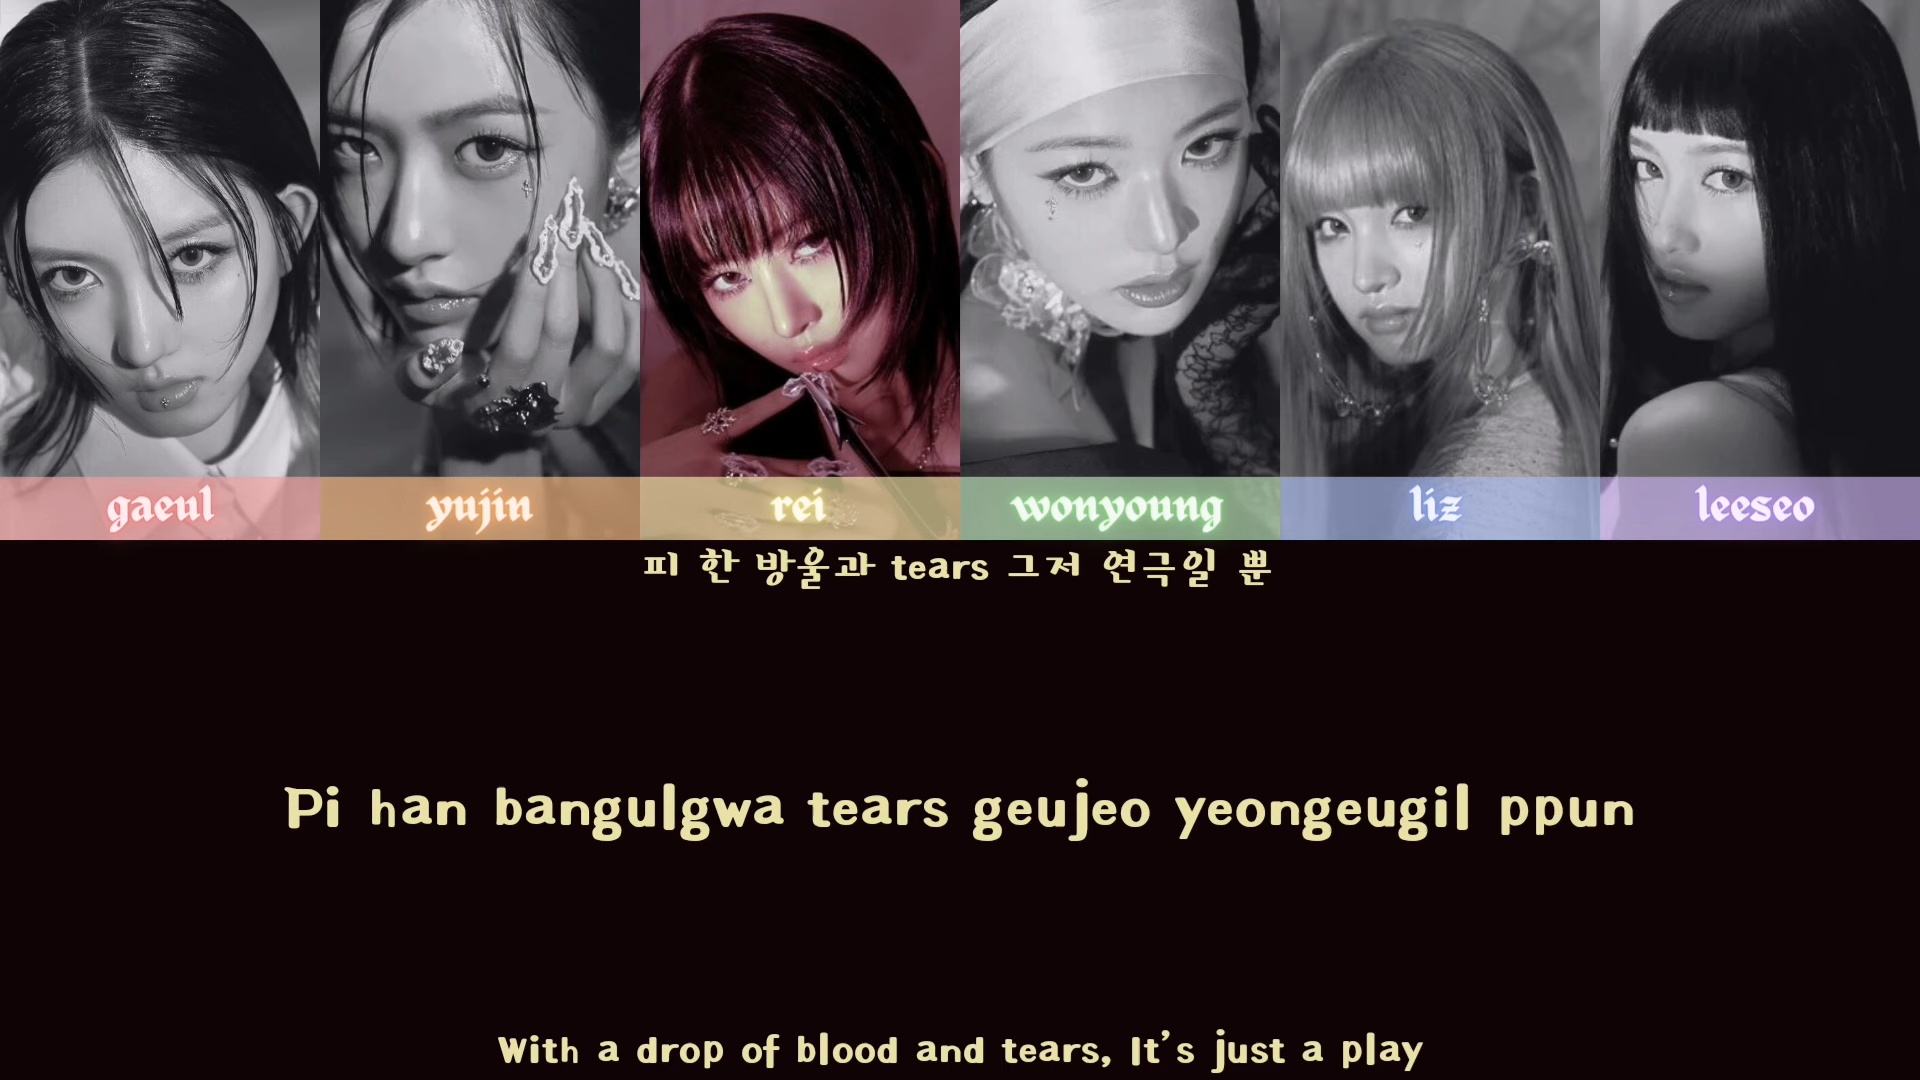 gaeul yujin rei wonyoung liz leeseo
피 한 방울과 tears 그저 연극일 뿐
Pi han bangulgwa tears geujeo yeongeugil ppun
With a drop of blood and tears, It's just a play